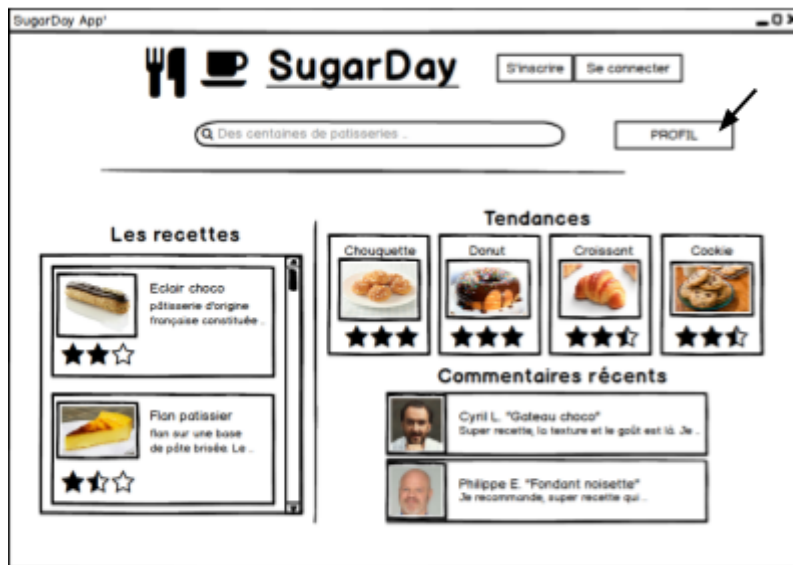 SugarDay App'
SugarDay
S'inscrire
Se connecter
Des centaines de patisseries ..
PROFIL
Les recettes
Eclair choco
pâtisserie d'origine
française constituée ..
Flan patissier
flan sur une base
de pâte brisée. Le ..
Tendances
Chouquette
Donut
Croissant
Cookie
Commentaires récents
Cyril L. "Gateau choco"
Super recette, la texture et le goût est là. Je ..
Philippe E. "Fondant noisette"
Je recommande, super recette qui ..